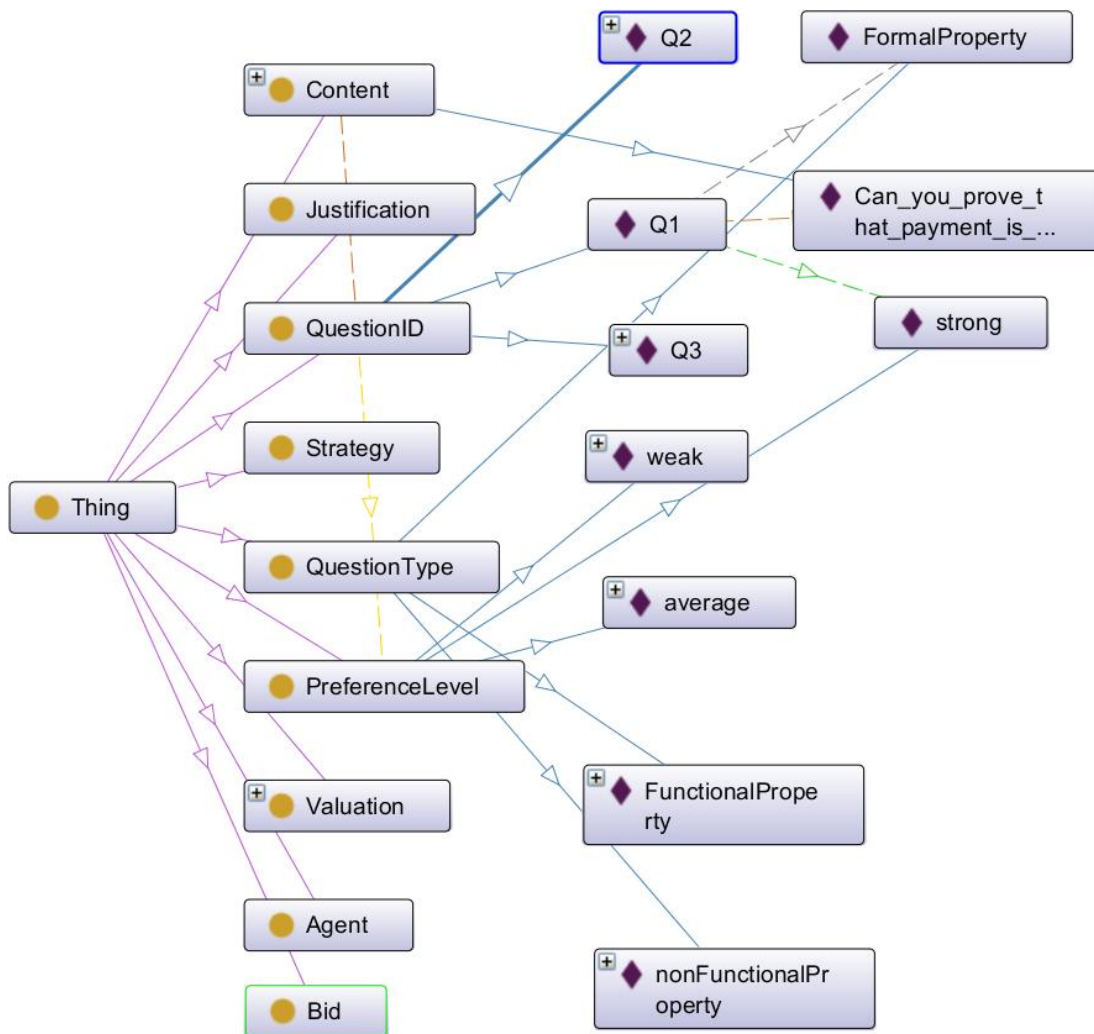 Q2
FormalProperty
Content
Can_you_prove_t
hat_payment_is_...
Justification
Q1
QuestionID
strong
Q3
Strategy
weak
Thing
QuestionType
average
PreferenceLevel
FunctionalPrope
rty
Valuation
Agent
nonFunctionalPr
operty
Bid